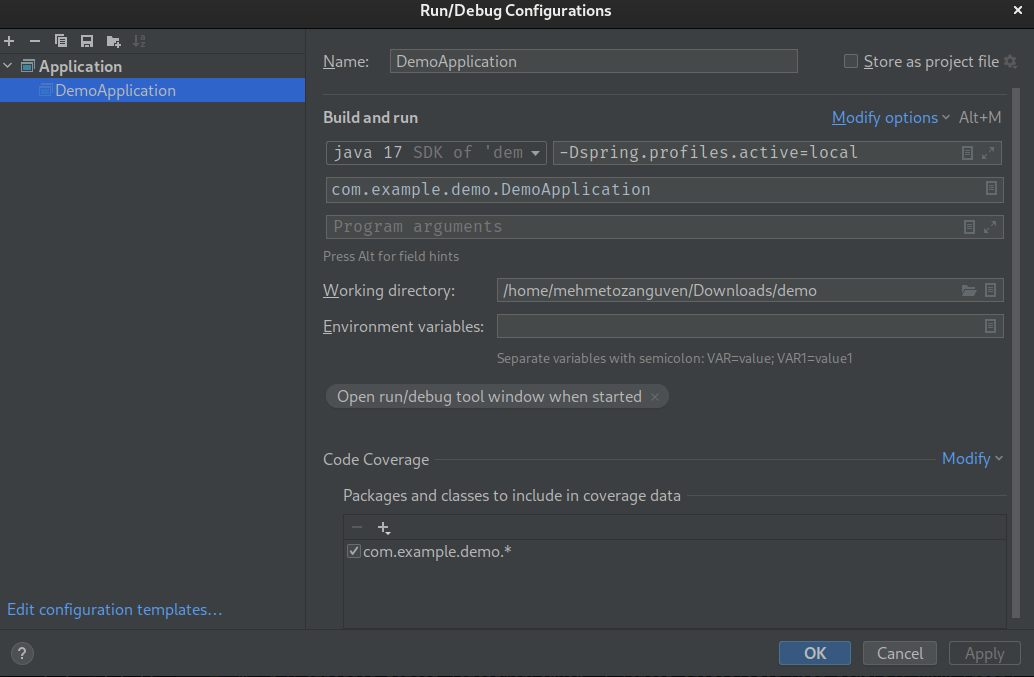 Run/Debug Configurations
Application
DemoApplication
Edit configuration templates...
Name: DemoApplication Store as project file
Build and run Modify options Alt+M
java 17 SDK of 'dem -Dspring.profiles.active=local
com.example.demo.DemoApplication
Program arguments
Press Alt for field hints
Working directory: /home/mehmetozanguven/Downloads/demo
Environment variables:
Separate variables with semicolon: VAR=value; VAR1=value1
Open run/debug tool window when started
Code Coverage Modify
Packages and classes to include in coverage data
com.example.demo.*
? OK Cancel Apply